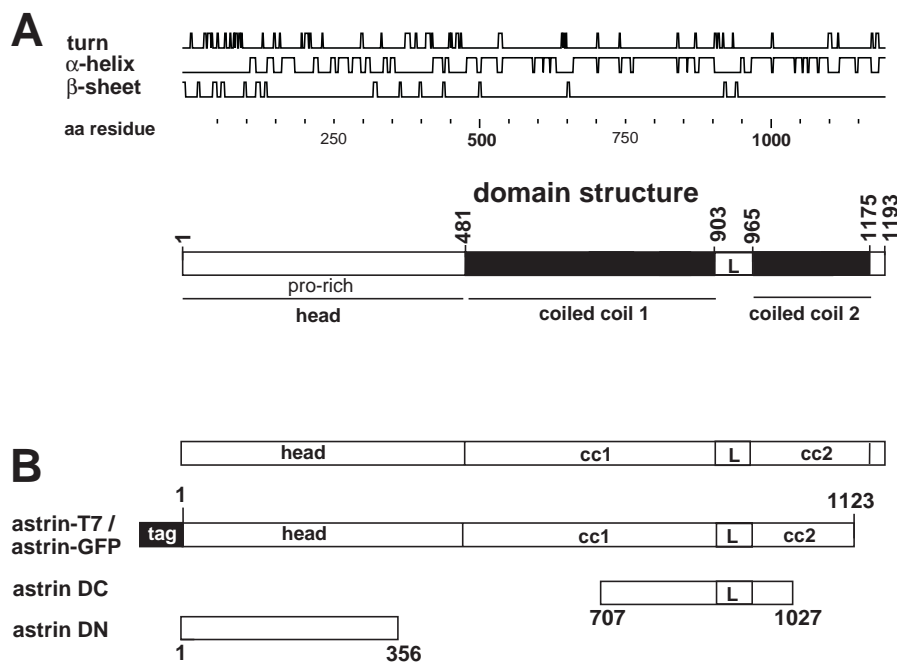 A
turn
α-helix
β-sheet
aa residue
250
500
750
1000
domain structure
1
481
903
965
1175
1193
L
pro-rich
head
coiled coil 1
coiled coil 2
B
head
cc1
L
cc2
1
1123
astrin-T7 /
astrin-GFP
tag
head
cc1
L
cc2
astrin DC
L
707
1027
astrin DN
1
356